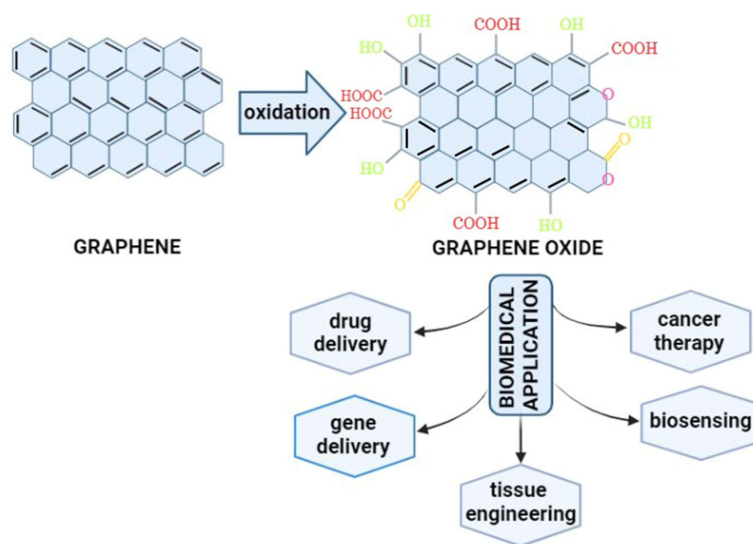 OH
COOH
OH
HO
COOH
HOOC
O
HOOC
OH
oxidation
O
HO
O
O
COOH
HO
GRAPHENE
GRAPHENE OXIDE
BIOMEDICAL
APPLICATION
drug
delivery
cancer
therapy
gene
delivery
biosensing
tissue
engineering